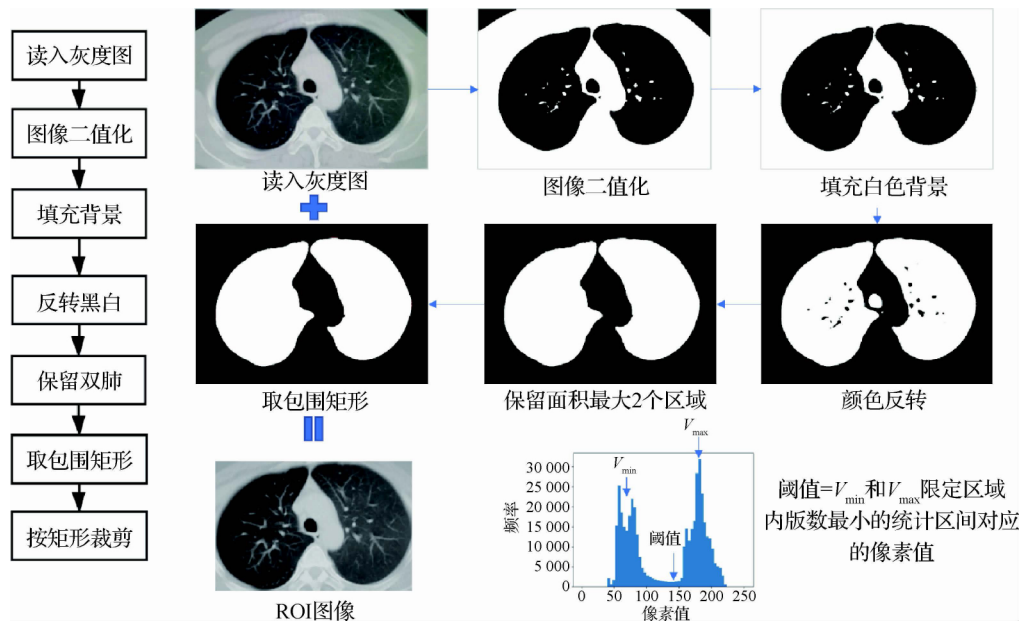 读入灰度图
图像二值化
填充背景
反转黑白
保留双肺
取包围矩形
按矩形裁剪
读入灰度图
图像二值化
填充白色背景
取包围矩形
保留面积最大2个区域
颜色反转
ROI图像
Vmax
Vmin
阈值
频率
30 000
25 000
20 000
15 000
10 000
5 000
0
0
50
100
150
200
250
像素值
阈值=Vmin和Vmax限定区域
内版数最小的统计区间对应
的像素值